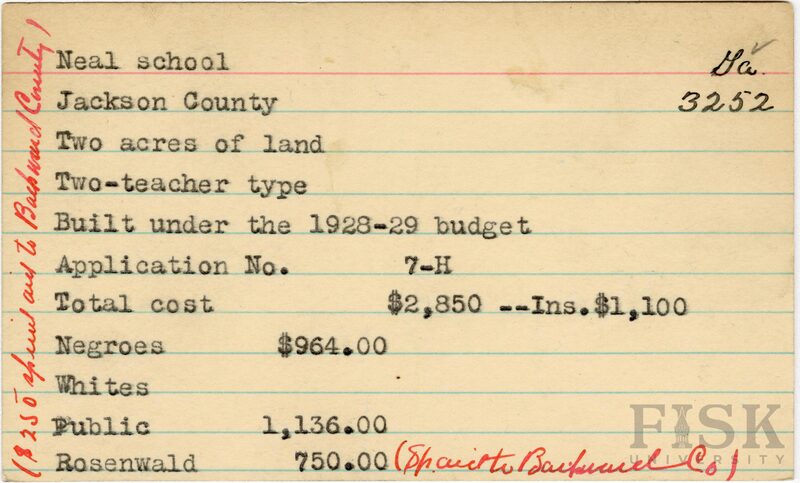 Neal school
Ga.
Jackson County
3252
Two acres of land
Two-teacher type
Built under the 1928-29 budget
Application No. 7-H
Total cost $2,850 --Ins.$1,100
Negroes $964.00
Whites
Public 1,136.00
Rosenwald 750.00 (Sp aid to Backward Co)
($250 special aid to Backward County)
FISK
UNIVERSITY